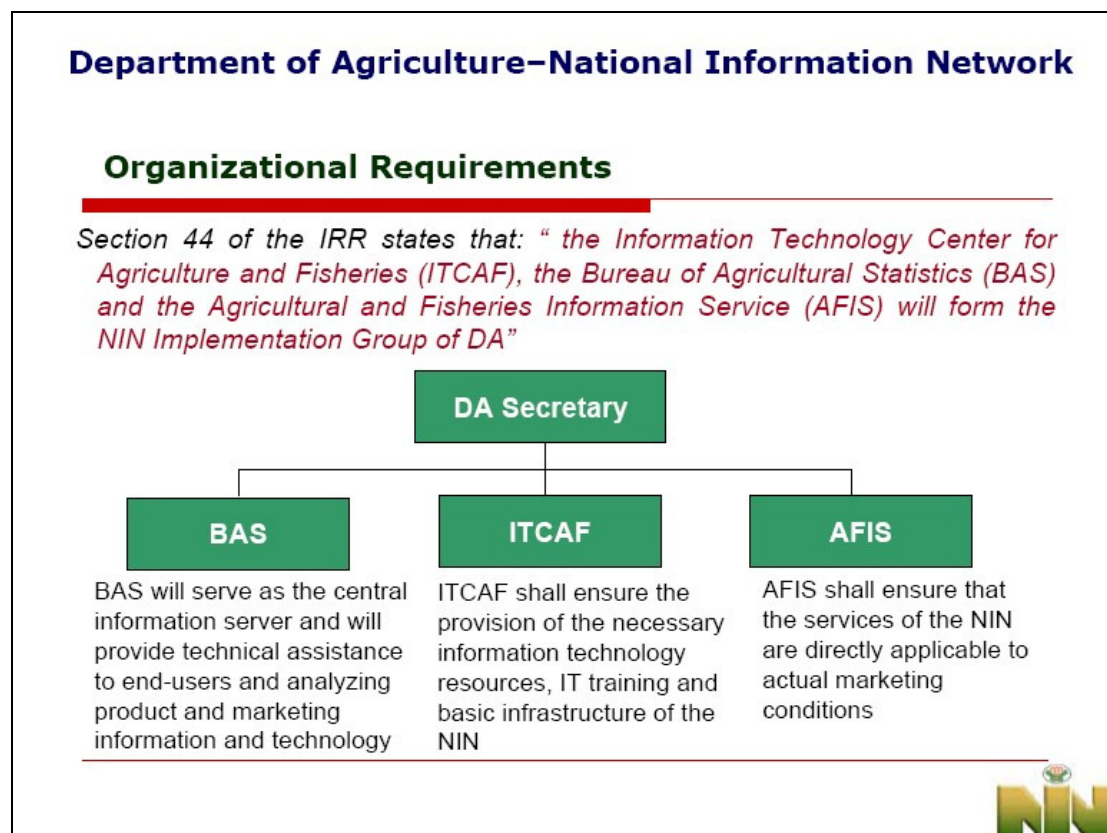 Department of Agriculture–National Information Network
Organizational Requirements
Section 44 of the IRR states that: “ the Information Technology Center for
Agriculture and Fisheries (ITCAF), the Bureau of Agricultural Statistics (BAS)
and the Agricultural and Fisheries Information Service (AFIS) will form the
NIN Implementation Group of DA”
DA Secretary
BAS
BAS will serve as the central
information server and will
provide technical assistance
to end-users and analyzing
product and marketing
information and technology
ITCAF
ITCAF shall ensure the
provision of the necessary
information technology
resources, IT training and
basic infrastructure of the
NIN
AFIS
AFIS shall ensure that
the services of the NIN
are directly applicable to
actual marketing
conditions
NIN